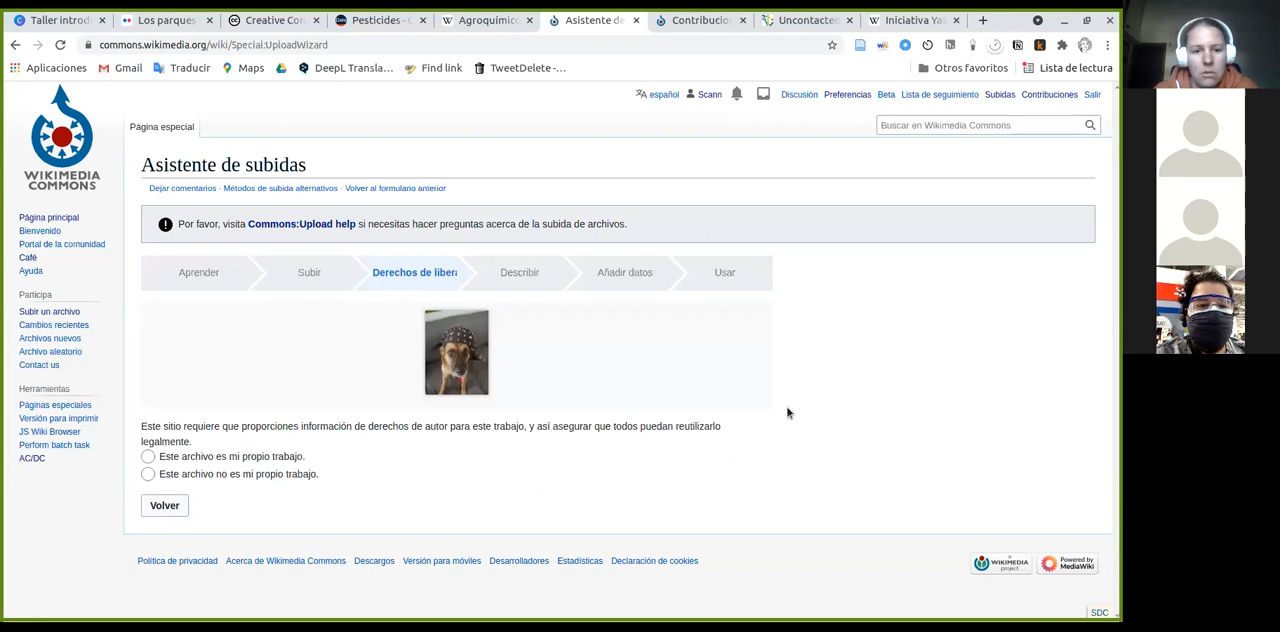 Taller introd
Los parques
Creative Con
Pesticides - O
Agroquímico
Asistente de
Contribucion
Uncontacted
Iniciativa Yas
commons.wikimedia.org/wiki/Special:UploadWizard
Aplicaciones
Gmail
Traducir
Maps
DeepL Transla...
Find link
TweetDelete -...
Otros favoritos
Lista de lectura
español
Scann
Discusión
Preferencias
Beta
Lista de seguimiento
Subidas
Contribuciones
Salir
Página especial
Buscar en Wikimedia Commons
WIKIMEDIA
COMMONS
Asistente de subidas
Dejar comentarios · Métodos de subida alternativos · Volver al formulario anterior
Por favor, visita Commons:Upload help si necesitas hacer preguntas acerca de la subida de archivos.
Aprender
Subir
Derechos de libera
Describir
Añadir datos
Usar
Página principal
Bienvenido
Portal de la comunidad
Café
Ayuda
Participa
Subir un archivo
Cambios recientes
Archivos nuevos
Archivo aleatorio
Contact us
Herramientas
Páginas especiales
Versión para imprimir
JS Wiki Browser
Perform batch task
AC/DC
Este sitio requiere que proporciones información de derechos de autor para este trabajo, y así asegurar que todos puedan reutilizarlo
legalmente.
Este archivo es mi propio trabajo.
Este archivo no es mi propio trabajo.
Volver
Política de privacidad
Acerca de Wikimedia Commons
Descargos
Versión para móviles
Desarrolladores
Estadísticas
Declaración de cookies
WIKIMEDIA
project
Powered by
MediaWiki
SDC